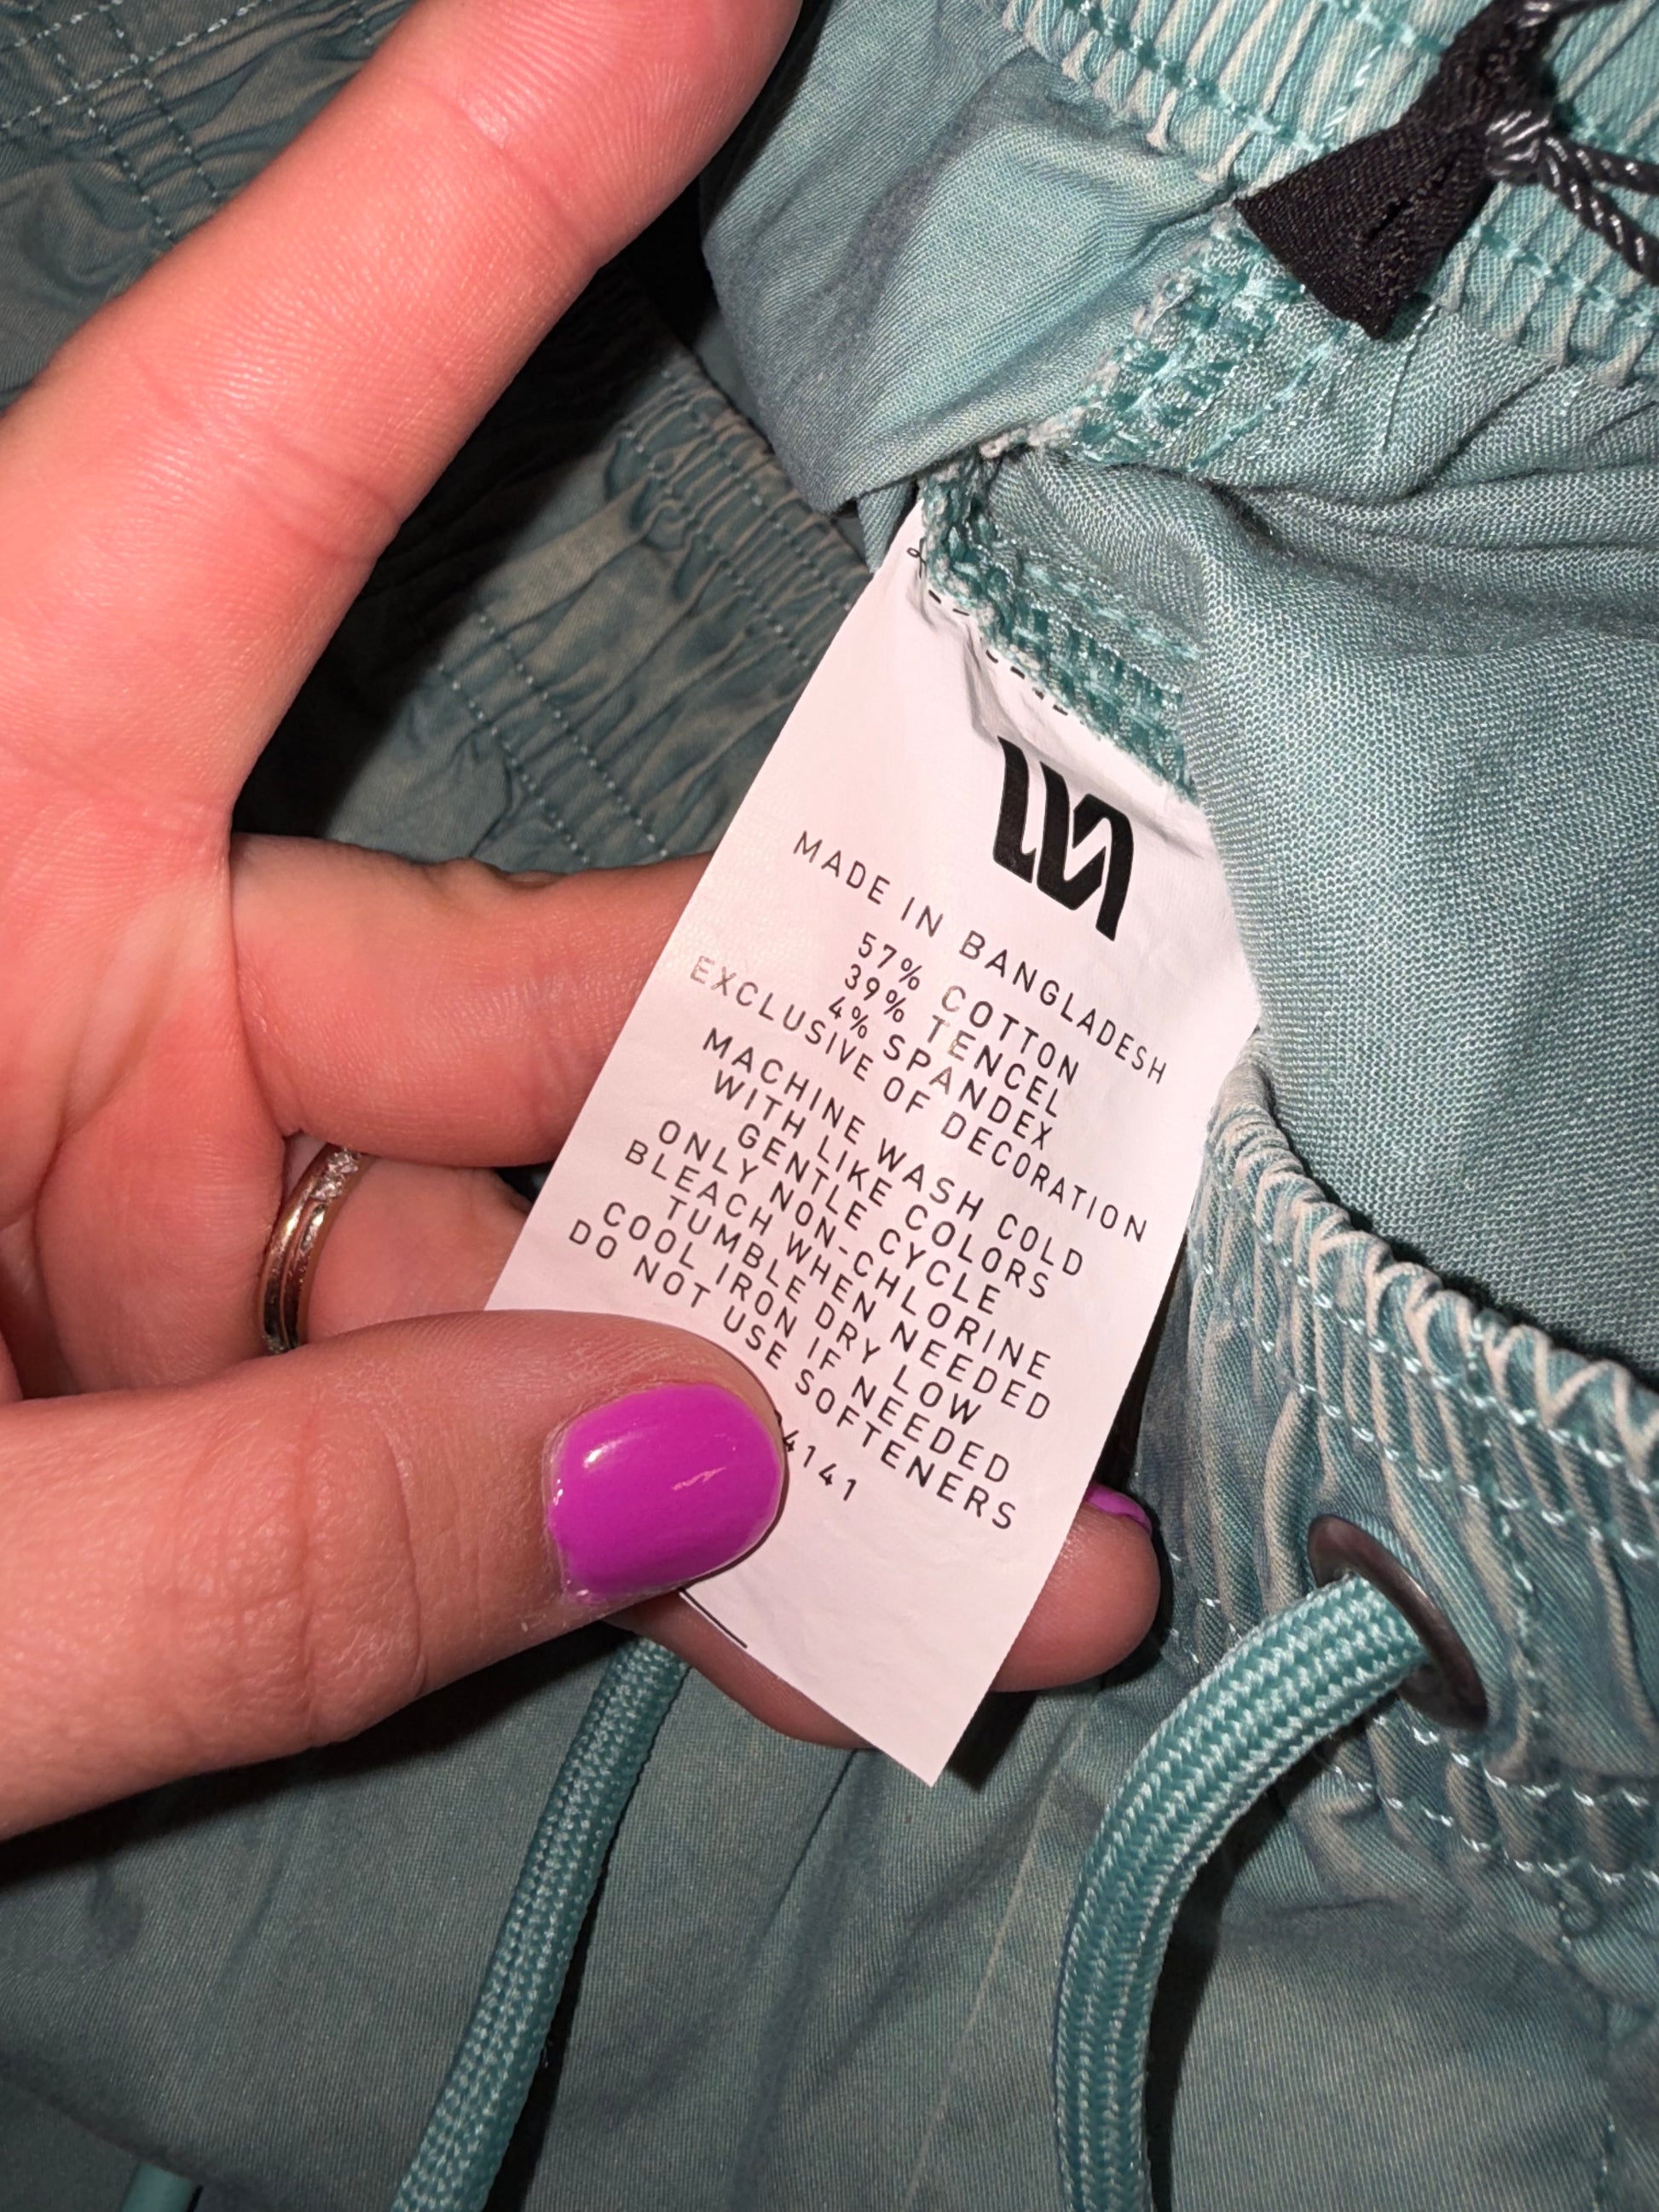 MADE IN BANGLADESH
57% COTTON
39% TENCEL
4% SPANDEX
EXCLUSIVE OF DECORATION
MACHINE WASH COLD
WITH LIKE COLORS
GENTLE CYCLE
ONLY NON-CHLORINE
BLEACH WHEN NEEDED
TUMBLE DRY LOW
COOL IRON IF NEEDED
DO NOT USE SOFTENERS
4141